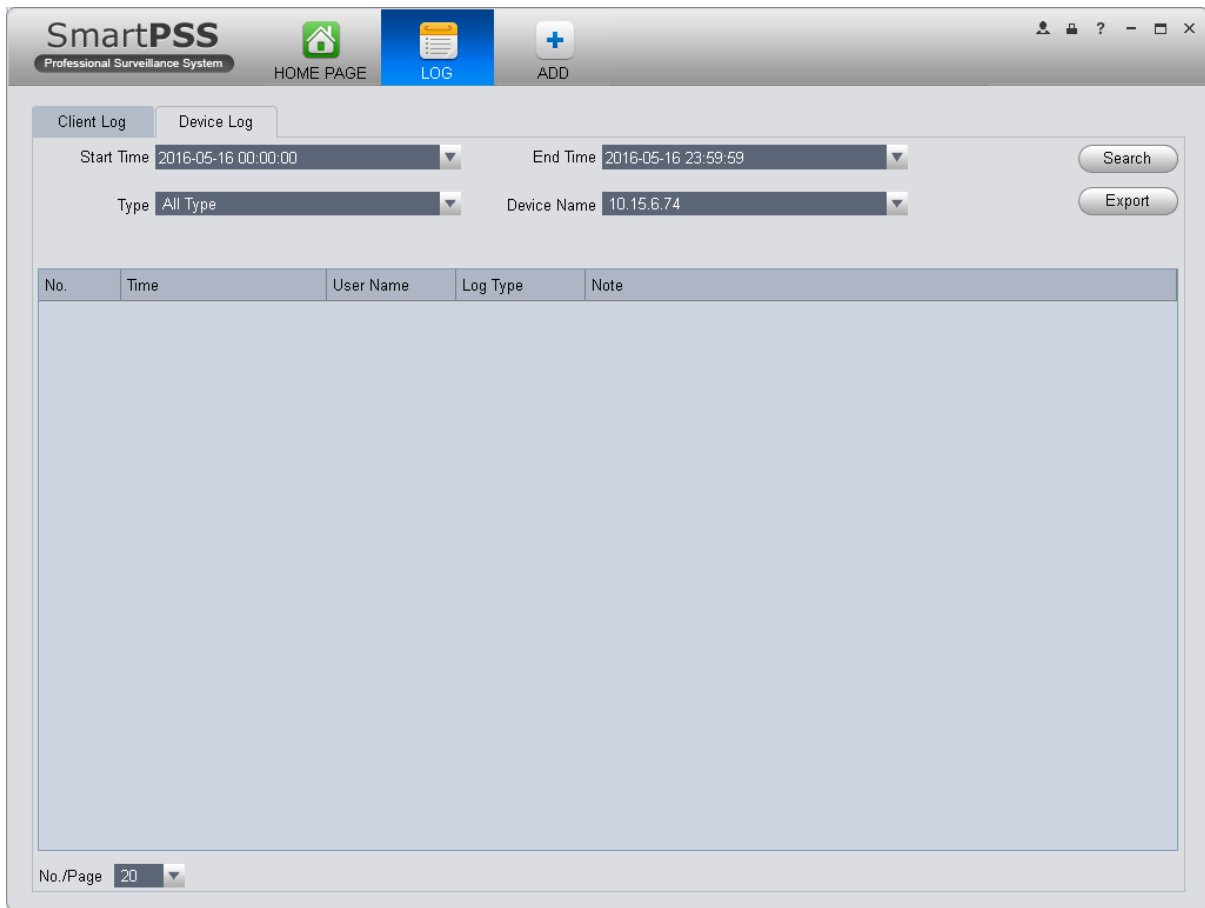 SmartPSS
Professional Surveillance System
HOME PAGE
LOG
ADD
?
Client Log
Device Log
Start Time 2016-05-16 00:00:00
End Time 2016-05-16 23:59:59
Search
Type All Type
Device Name 10.15.6.74
Export
No. Time User Name Log Type Note
No./Page 20